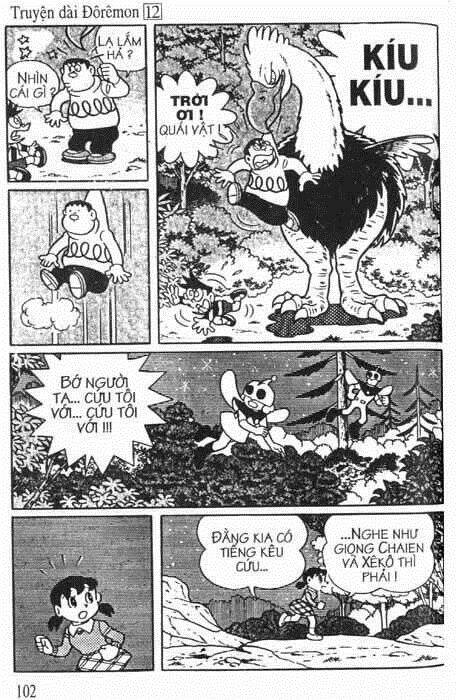 Truyện dài Đôrêmon 12
NHÌN
CÁI GÌ ?
LẠ LẮM
HẢ ?
TRỜI
ƠI !
QUÁI VẬT !
KÍU
KÍU...
BỚ NGƯỜI
TA... CỨU TÔI
VỚI... CỨU TÔI
VỚI !!!
ĐẰNG KIA CÓ
TIẾNG KÊU
CỨU...
...NGHE NHƯ
GIỌNG CHAIEN
VÀ XÊKÔ THÌ
PHẢI !
102